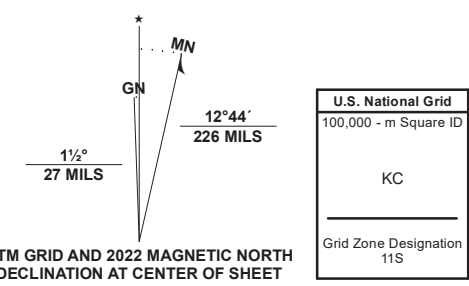 ★
MN
GN
12°44´
226 MILS
1½°
27 MILS
TM GRID AND 2022 MAGNETIC NORTH
DECLINATION AT CENTER OF SHEET
U.S. National Grid
100,000 - m Square ID
KC
Grid Zone Designation
11S